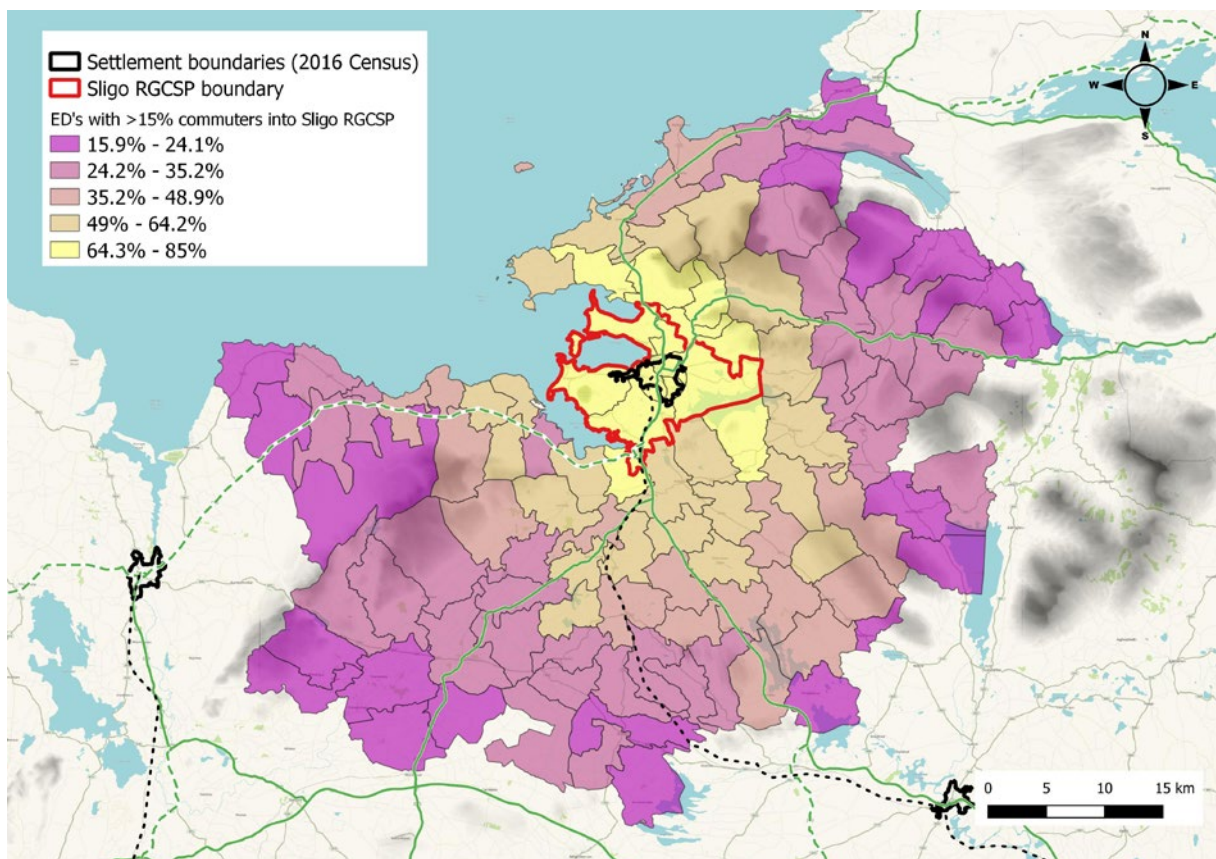 Settlement boundaries (2016 Census)
Sligo RGCSP boundary
ED's with >15% commuters into Sligo RGCSP
15.9% - 24.1%
24.2% - 35.2%
35.2% - 48.9%
49% - 64.2%
64.3% - 85%
N
W E
S
0 5 10 15 km